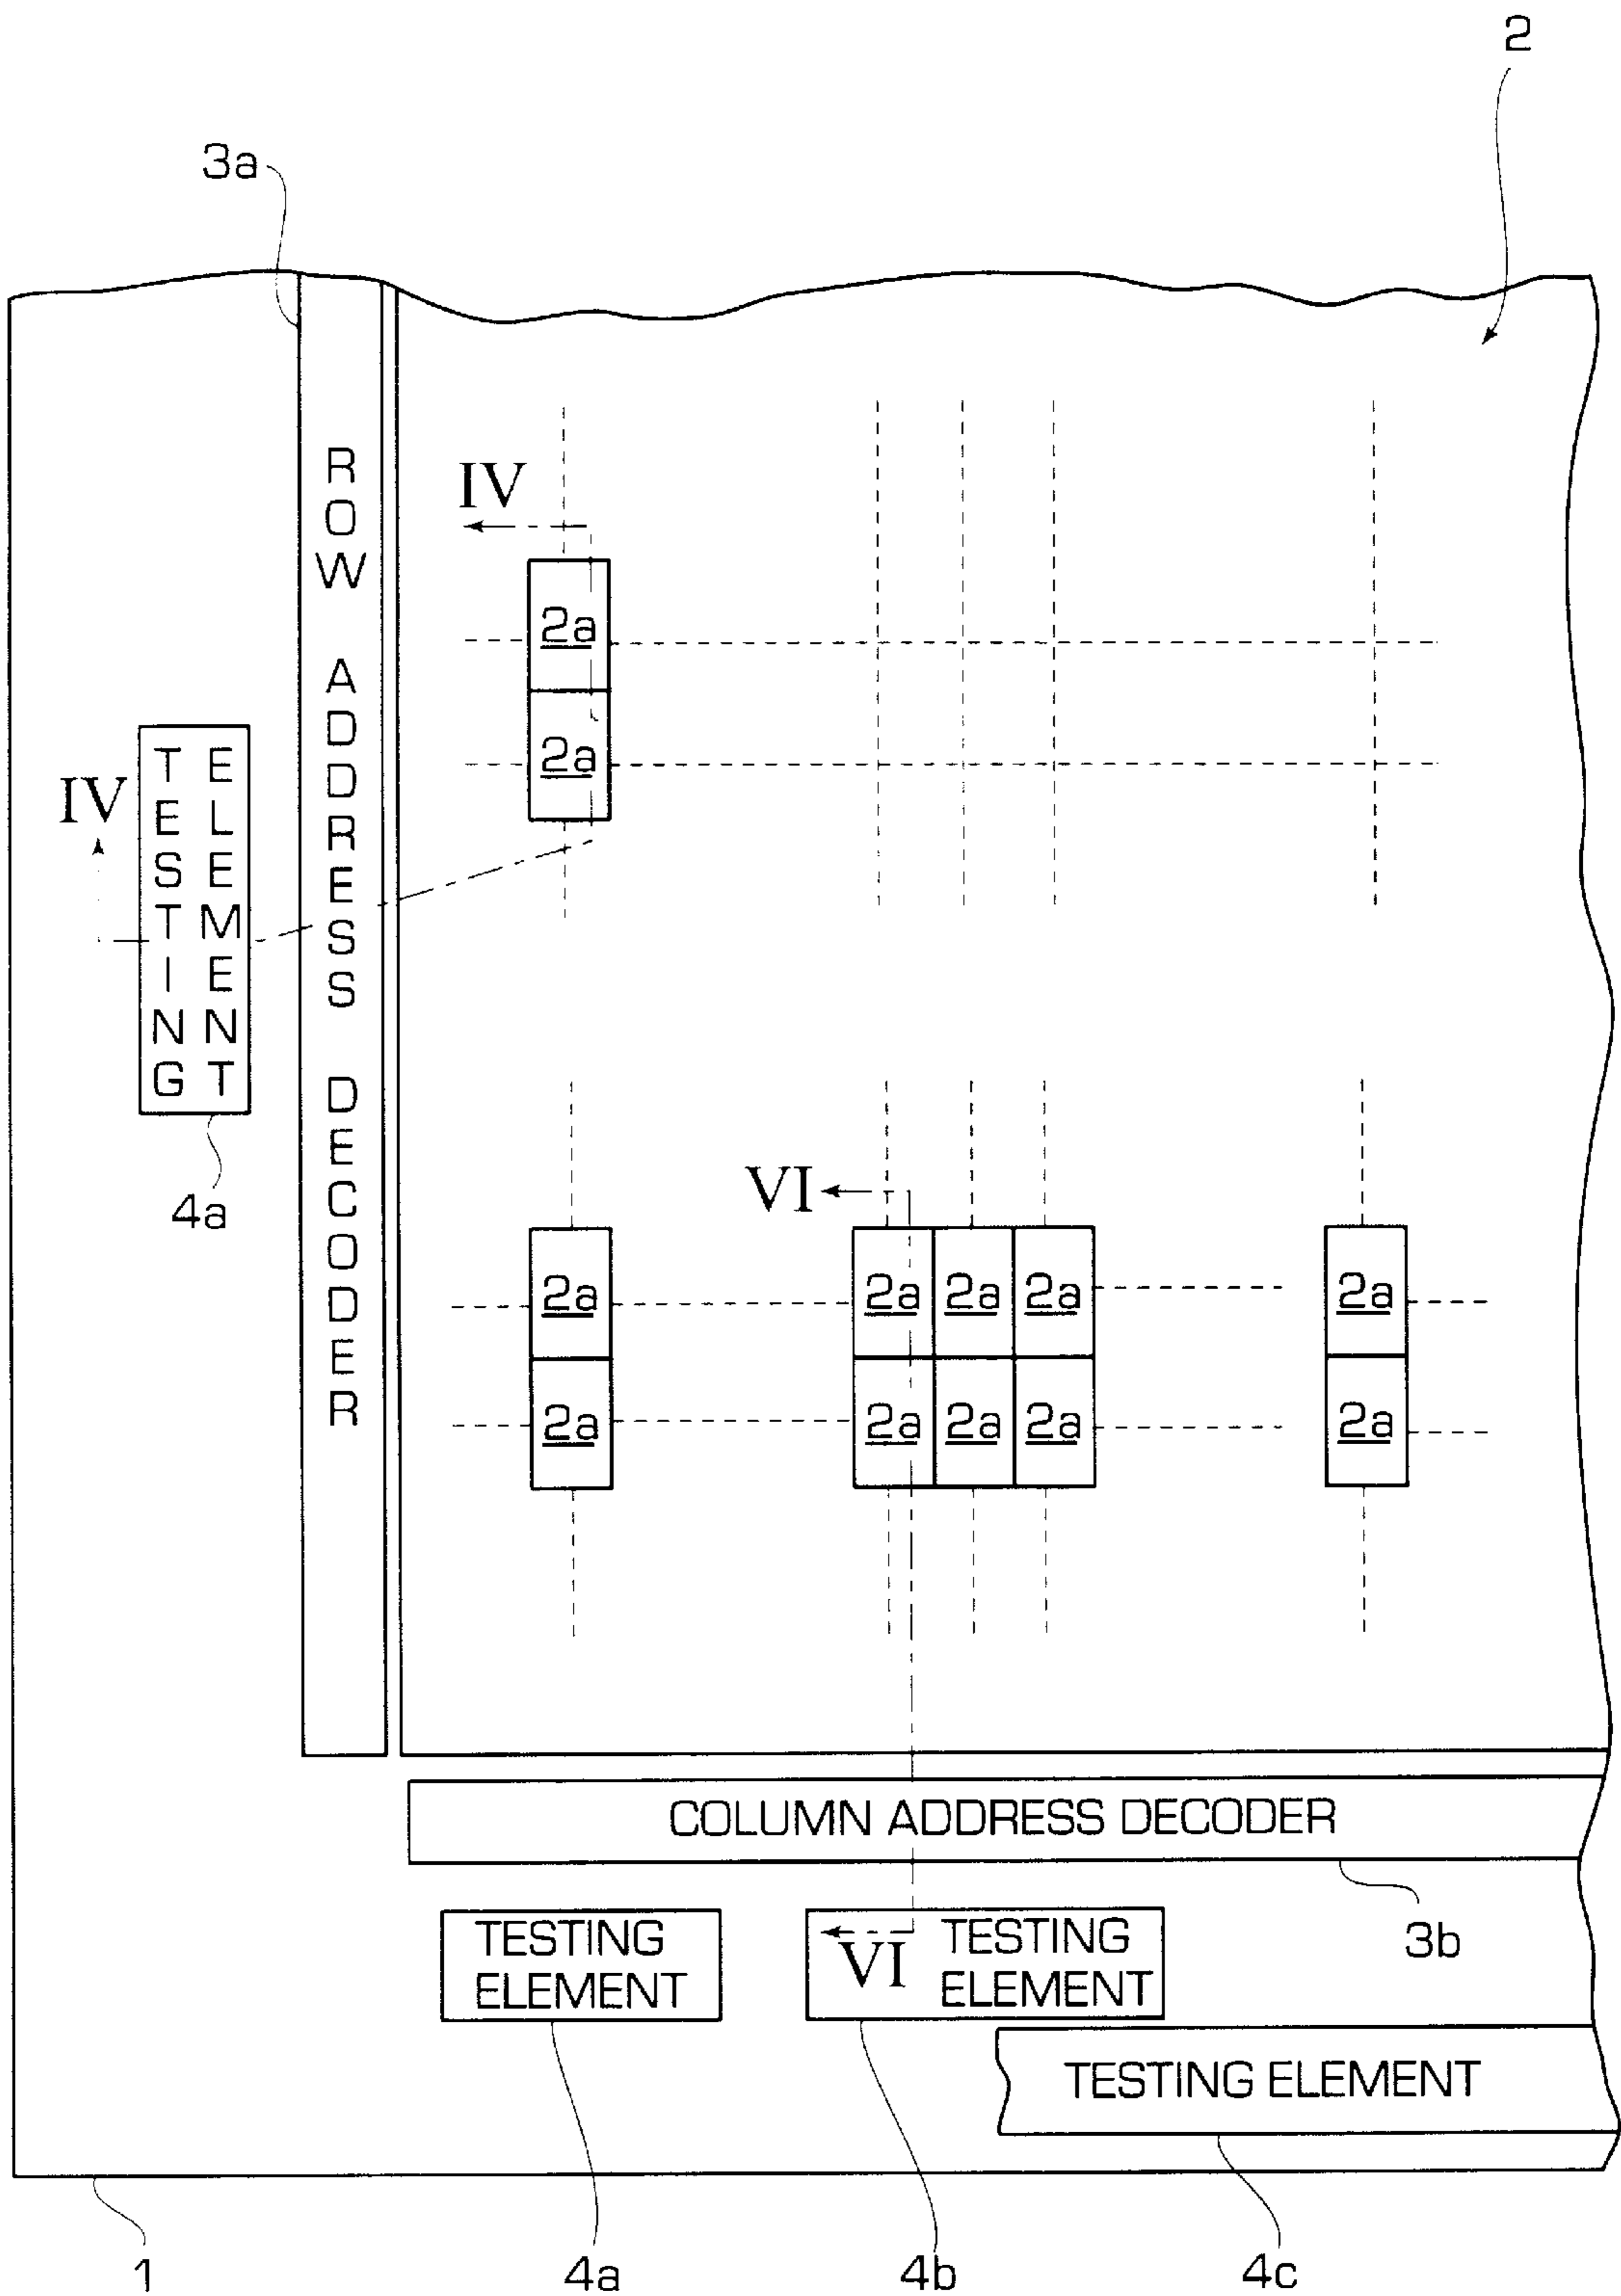 2
3a
ROW ADDRESS DECODER
IV
2a
2a
IV
TESTING
ELEMENT
4a
VI
2a
2a
2a
2a
2a
2a
2a
2a
2a
2a
COLUMN ADDRESS DECODER
3b
TESTING
ELEMENT
VI
TESTING
ELEMENT
TESTING ELEMENT
1
4a
4b
4c